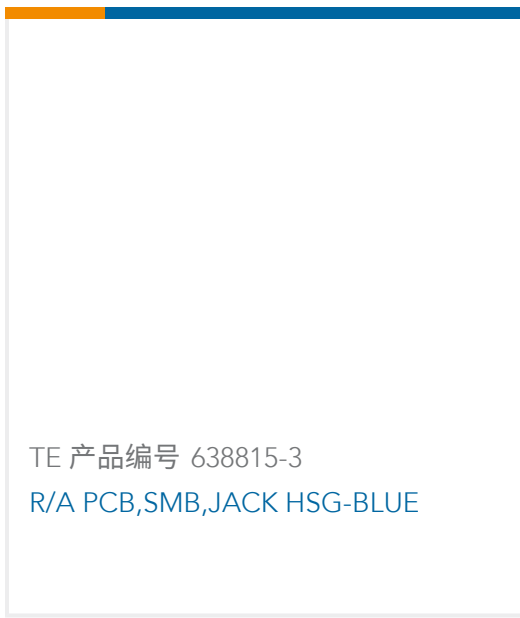 TE 产品编号 638815-3
R/A PCB,SMB,JACK HSG-BLUE